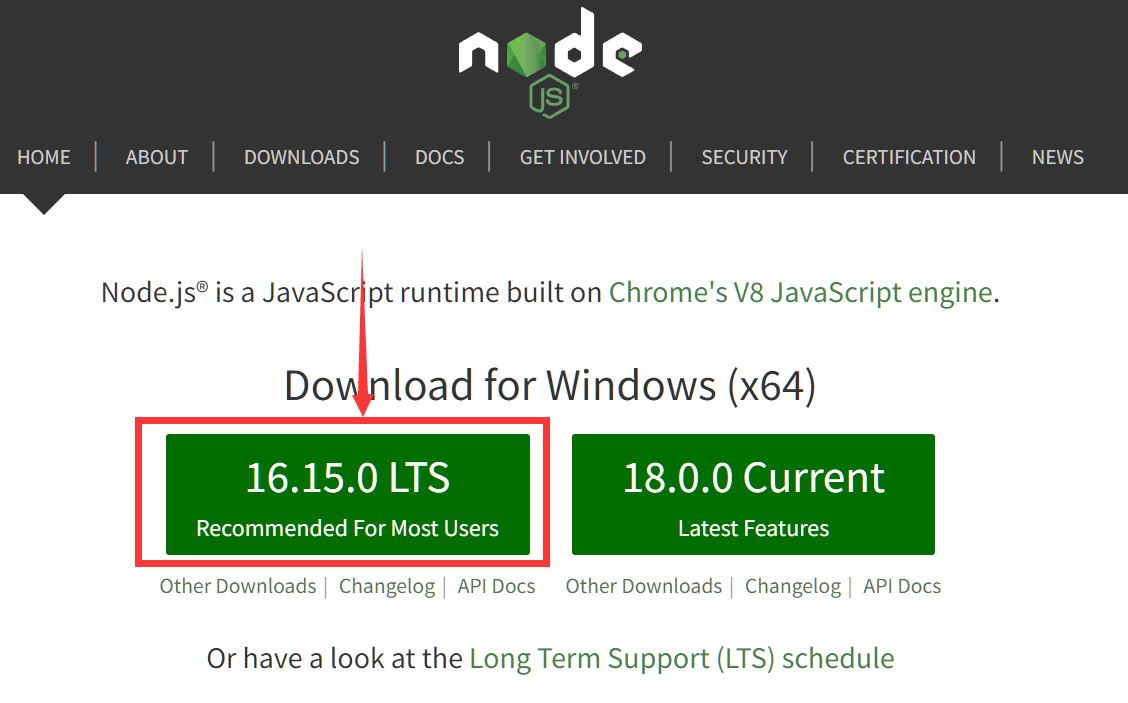 node
JS®
HOME | ABOUT | DOWNLOADS | DOCS | GET INVOLVED | SECURITY | CERTIFICATION | NEWS
Node.js® is a JavaScript runtime built on Chrome's V8 JavaScript engine.
Download for Windows (x64)
16.15.0 LTS
Recommended For Most Users
18.0.0 Current
Latest Features
Other Downloads | Changelog | API Docs
Other Downloads | Changelog | API Docs
Or have a look at the Long Term Support (LTS) schedule